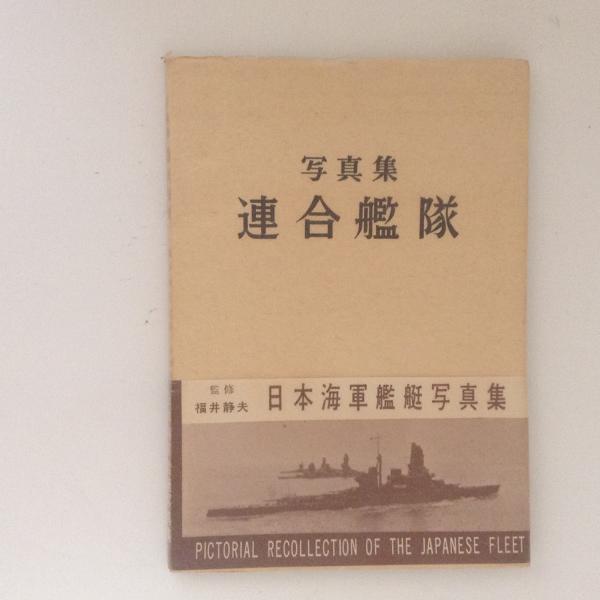 写真集
連合艦隊
監修
福井静夫
日本海軍艦艇写真集
PICTORIAL RECOLLECTION OF THE JAPANESE FLEET